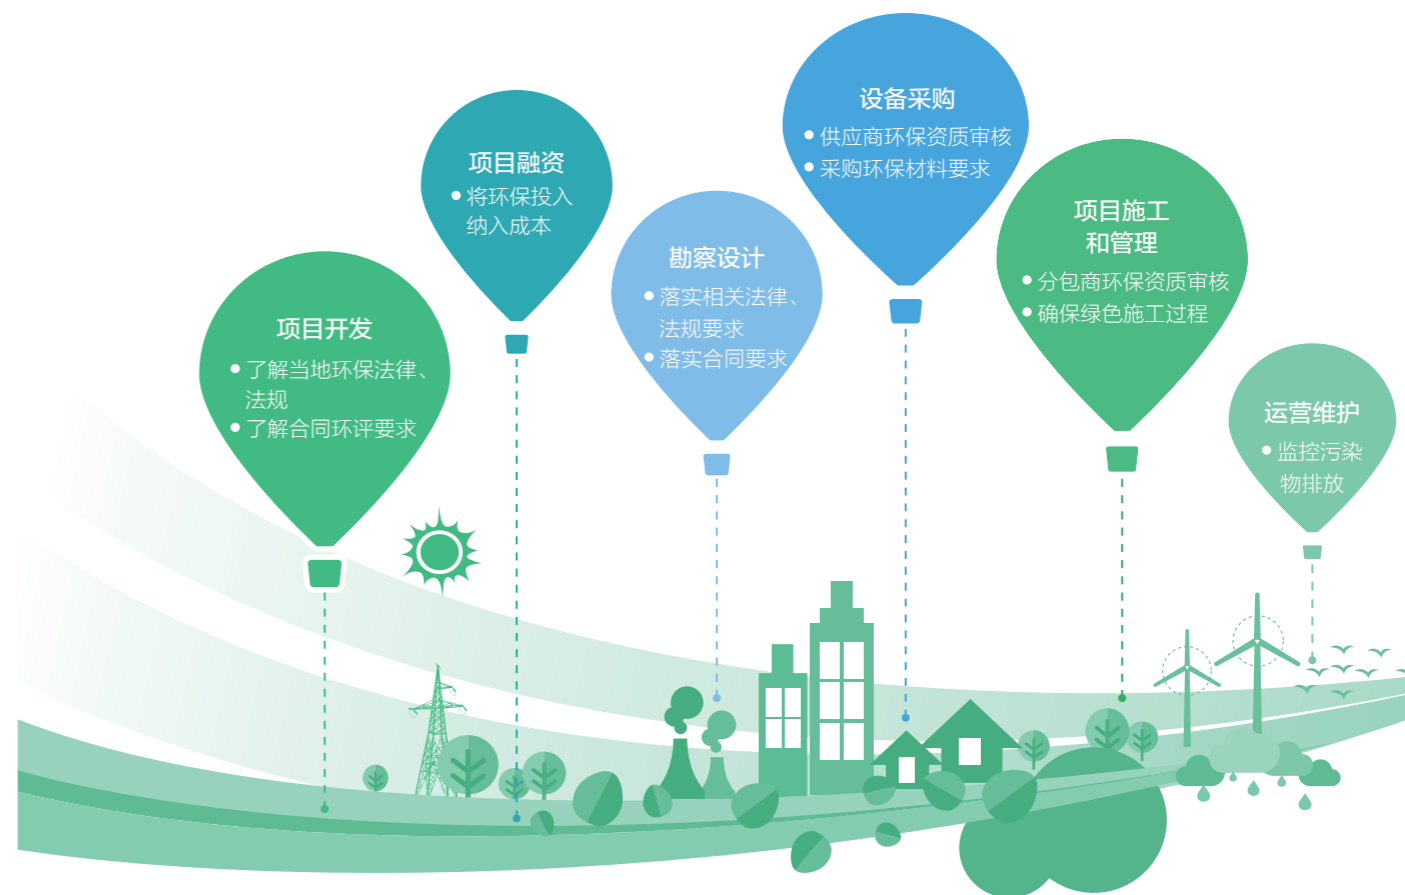 项目开发
● 了解当地环保法律、
法规
● 了解合同环评要求
项目融资
● 将环保投入
纳入成本
勘察设计
● 落实相关法律、
法规要求
● 落实合同要求
设备采购
● 供应商环保资质审核
● 采购环保材料要求
项目施工
和管理
● 分包商环保资质审核
● 确保绿色施工过程
运营维护
● 监控污染
物排放